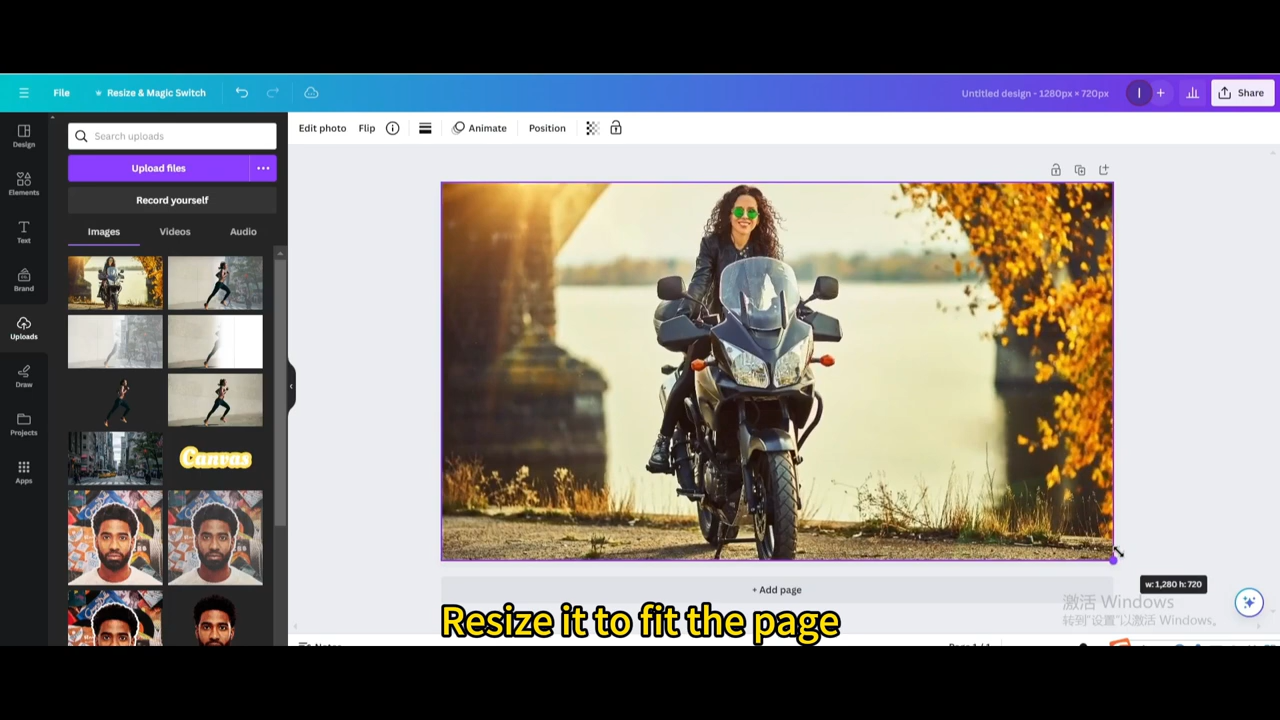 File
Resize & Magic Switch
Untitled design - 1280px × 720px
I
Share
Design
Elements
Text
Brand
Uploads
Draw
Projects
Apps
Search uploads
Upload files
Record yourself
Images
Videos
Audio
Canvas
Edit photo
Flip
Animate
Position
+ Add page
w: 1,280 h: 720
激活 Windows
转到"设置"以激活 Windows。
Resize it to fit the page